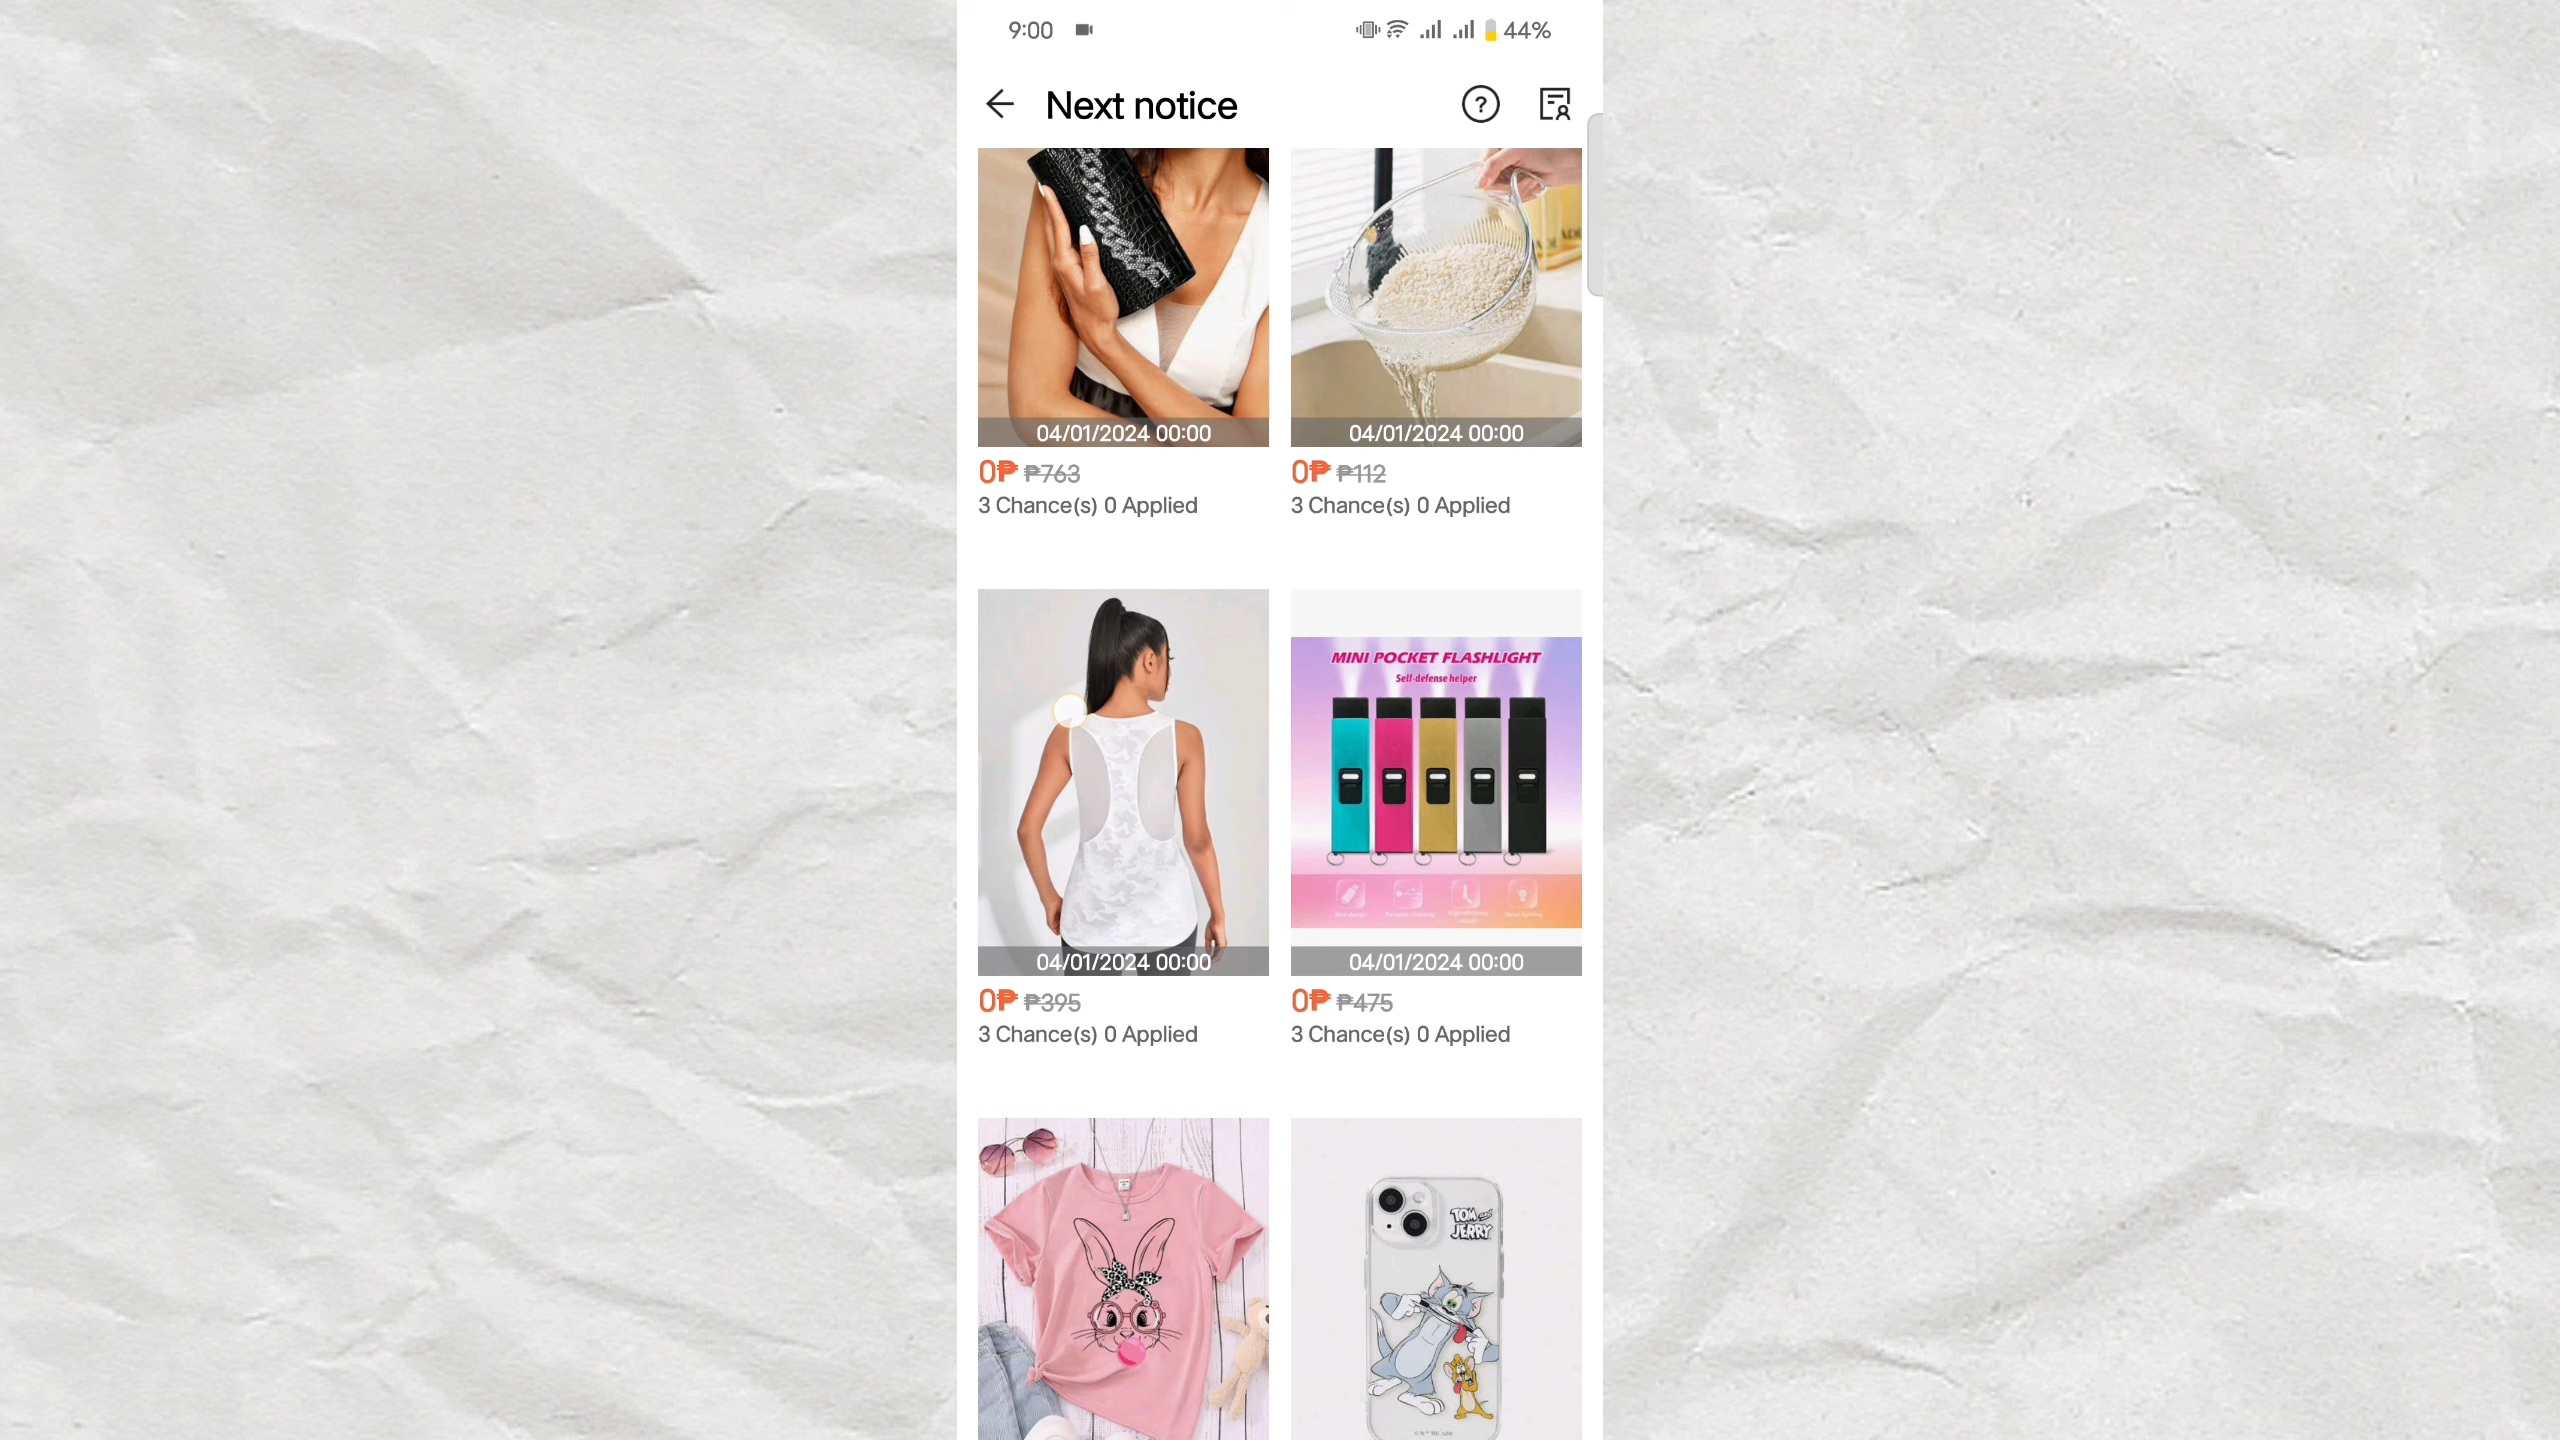 9:00
44%
Next notice
04/01/2024 00:00
04/01/2024 00:00
0₱ ₱763
0₱ ₱112
3 Chance(s) 0 Applied
3 Chance(s) 0 Applied
MINI POCKET FLASHLIGHT
Self-defense helper
04/01/2024 00:00
04/01/2024 00:00
0₱ ₱395
0₱ ₱475
3 Chance(s) 0 Applied
3 Chance(s) 0 Applied
TOM AND
JERRY